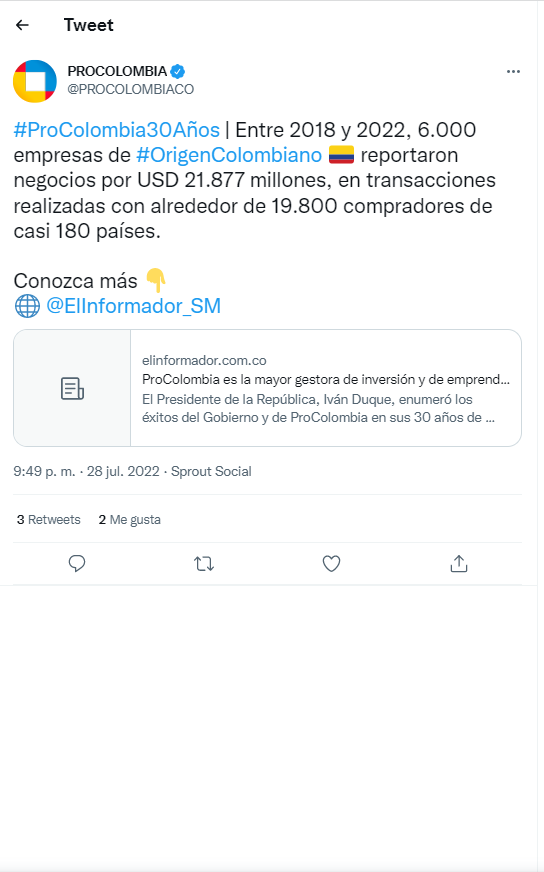 Tweet
PROCOLOMBIA
@PROCOLOMBIACO
#ProColombia30Años | Entre 2018 y 2022, 6.000
empresas de #OrigenColombiano 🇨🇴 reportaron
negocios por USD 21.877 millones, en transacciones
realizadas con alrededor de 19.800 compradores de
casi 180 países.
Conozca más 👇
🌐 @ElInformador_SM
elinformador.com.co
ProColombia es la mayor gestora de inversión y de emprend...
El Presidente de la República, Iván Duque, enumeró los
éxitos del Gobierno y de ProColombia en sus 30 años de ...
9:49 p. m. · 28 jul. 2022 · Sprout Social
3 Retweets 2 Me gusta